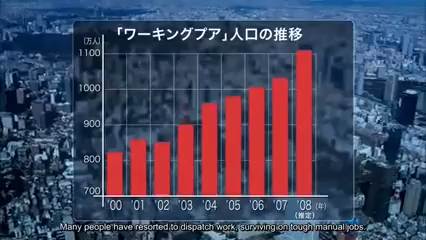 「ワーキングプア」人口の推移
(万人)
1100
1000
900
800
700
'00 '01 '02 '03 '04 '05 '06 '07 '08 (年)
(推定)
Many people have resorted to dispatch work, surviving on tough manual jobs.